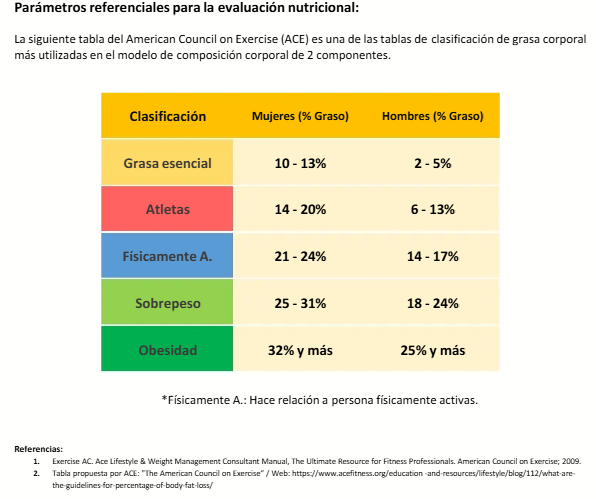 Parámetros referenciales para la evaluación nutricional:
La siguiente tabla del American Council on Exercise (ACE) es una de las tablas de clasificación de grasa corporal
más utilizadas en el modelo de composición corporal de 2 componentes.
Clasificación Mujeres (% Graso) Hombres (% Graso)
Grasa esencial 10 - 13% 2 - 5%
Atletas 14 - 20% 6 - 13%
Físicamente A. 21 - 24% 14 - 17%
Sobrepeso 25 - 31% 18 - 24%
Obesidad 32% y más 25% y más
*Físicamente A.: Hace relación a persona físicamente activas.
Referencias:
1. Exercise AC. Ace Lifestyle & Weight Management Consultant Manual, The Ultimate Resource for Fitness Professionals. American Council on Exercise; 2009.
2. Tabla propuesta por ACE: "The American Council on Exercise" / Web: https://www.acefitness.org/education -and-resources/lifestyle/blog/112/what-are-
the-guidelines-for-percentage-of-body-fat-loss/